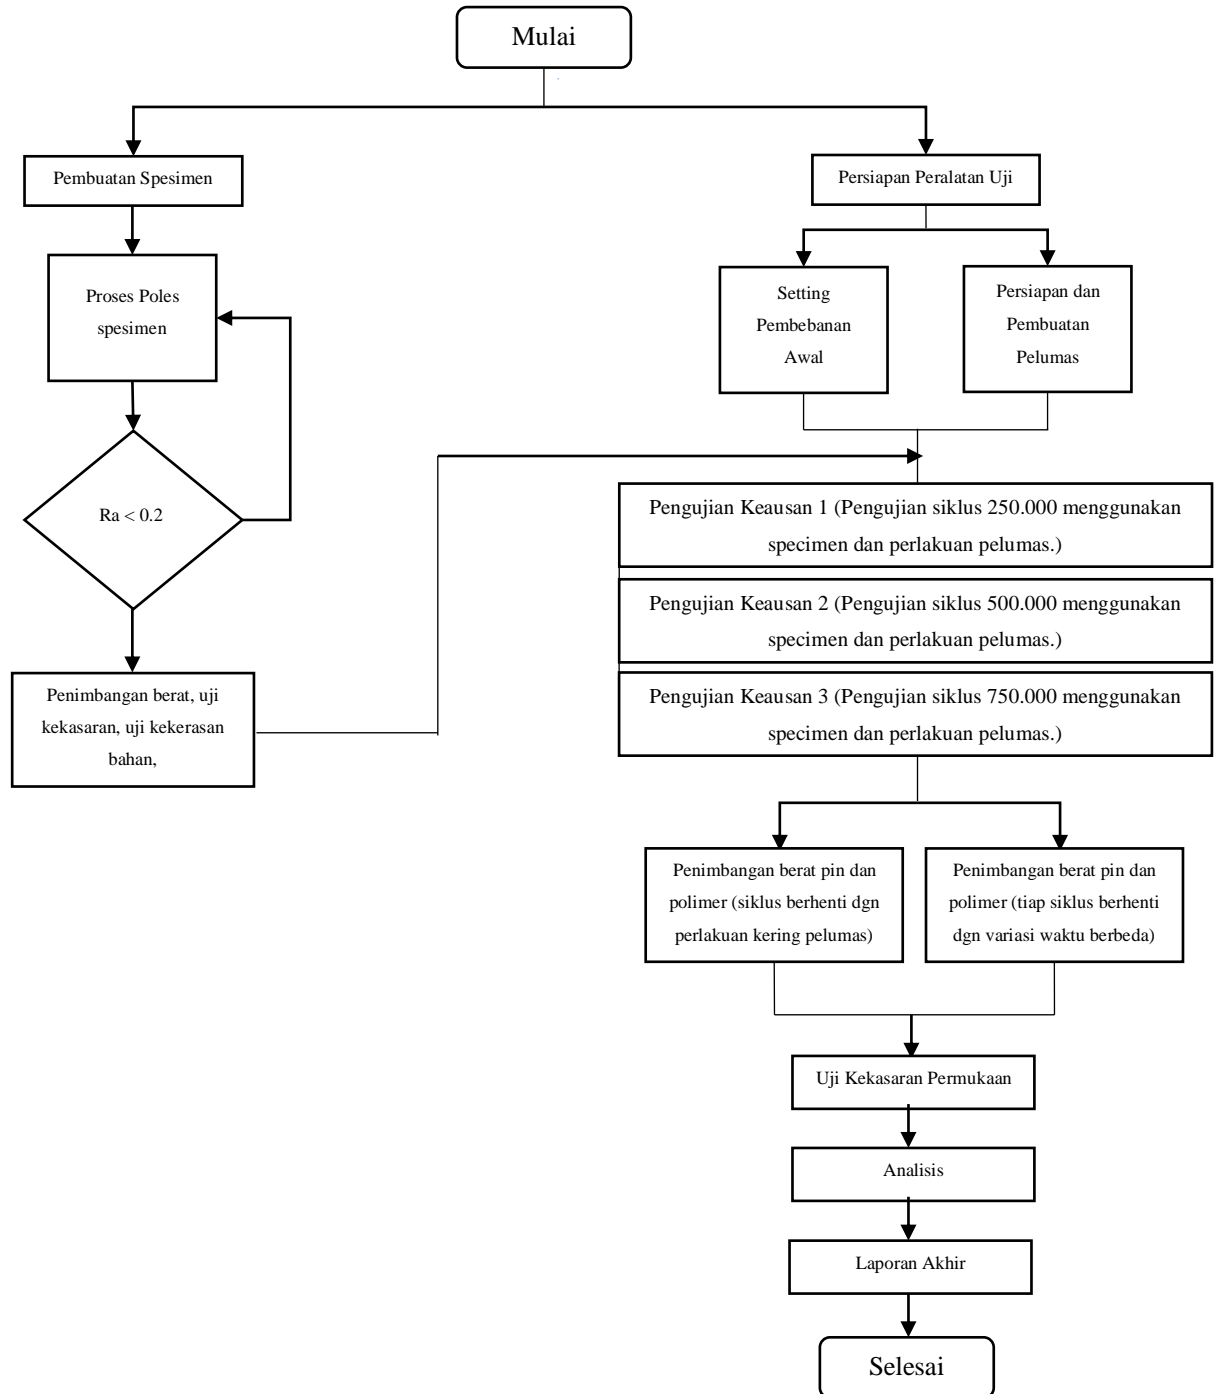 Mulai
Pembuatan Spesimen
Persiapan Peralatan Uji
Proses Poles
spesimen
Setting
Pembebanan
Awal
Persiapan dan
Pembuatan
Pelumas
Ra < 0.2
Pengujian Keausan 1 (Pengujian siklus 250.000 menggunakan
specimen dan perlakuan pelumas.)
Pengujian Keausan 2 (Pengujian siklus 500.000 menggunakan
specimen dan perlakuan pelumas.)
Pengujian Keausan 3 (Pengujian siklus 750.000 menggunakan
specimen dan perlakuan pelumas.)
Penimbangan berat, uji
kekasaran, uji kekerasan
bahan,
Penimbangan berat pin dan
polimer (siklus berhenti dgn
perlakuan kering pelumas)
Penimbangan berat pin dan
polimer (tiap siklus berhenti
dgn variasi waktu berbeda)
Uji Kekasaran Permukaan
Analisis
Laporan Akhir
Selesai